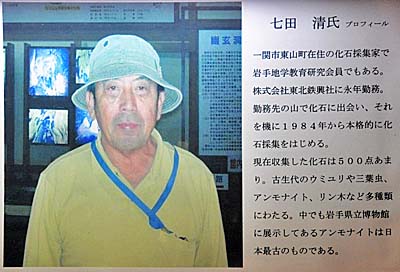 七田 清氏 プロフィール
一関市東山町在住の化石採集家で
岩手地学教育研究会員でもある。
株式会社東北鉄興社に永年勤務。
勤務先の山で化石に出会い、それ
を機に1984年から本格的に化
石採集をはじめる。
現在収集した化石は500点あま
り。古生代のウミユリや三葉虫、
アンモナイト、リン木など多種類
にわたる。中でも岩手県立博物館
に展示してあるアンモナイトは日
本最古のものである。
幽玄洞